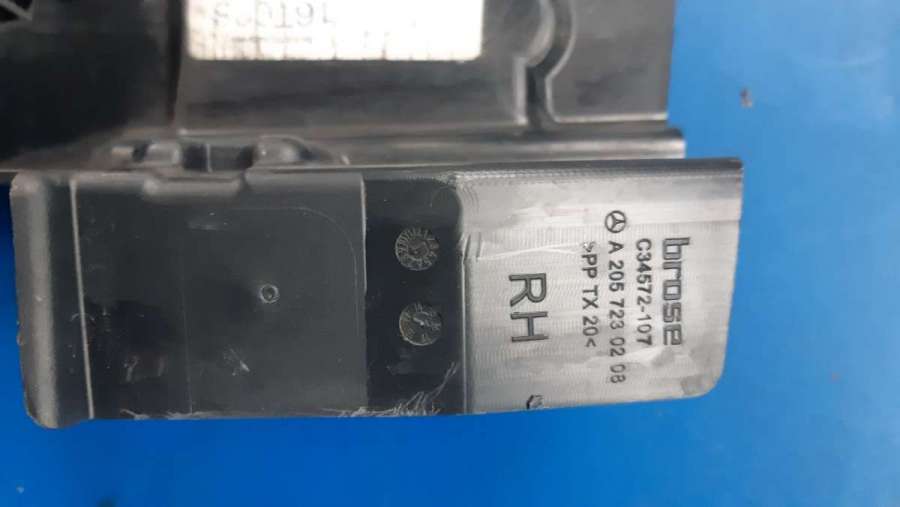 brose
C34572-107
A 205 723 02 08
>PP TX 20<
RH